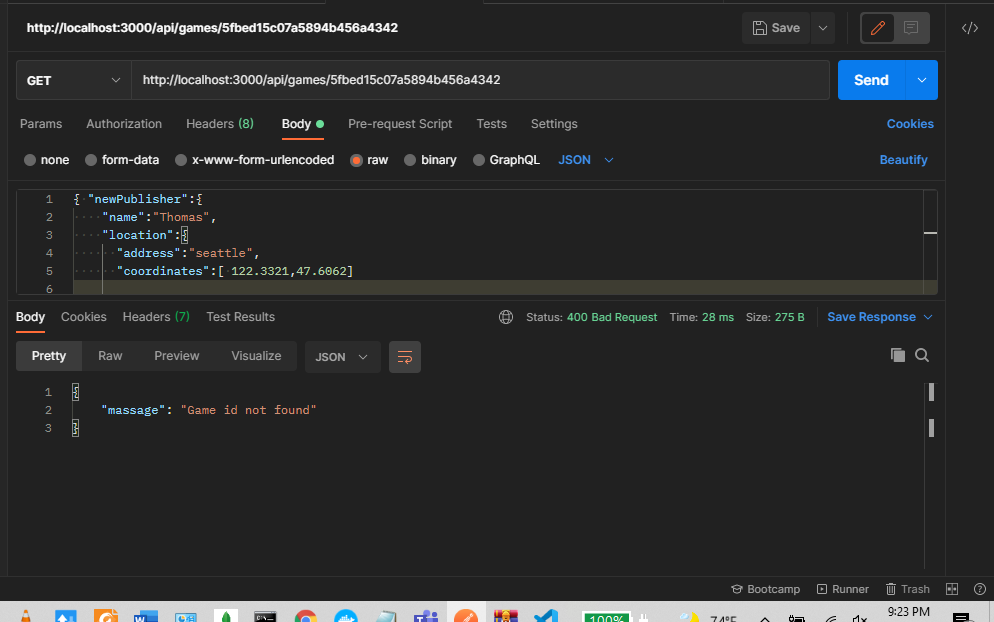 http://localhost:3000/api/games/5fbed15c07a5894b456a4342
Save
</>
GET
http://localhost:3000/api/games/5fbed15c07a5894b456a4342
Send
Params Authorization Headers (8) Body Pre-request Script Tests Settings Cookies
none form-data x-www-form-urlencoded raw binary GraphQL JSON Beautify
1 { "newPublisher":{
2 "name":"Thomas",
3 "location":{
4 "address":"seattle",
5 "coordinates":[ 122.3321,47.6062]
6
Body Cookies Headers (7) Test Results Status: 400 Bad Request Time: 28 ms Size: 275 B Save Response
Pretty Raw Preview Visualize JSON
1 {
2 "massage": "Game id not found"
3 }
Bootcamp Runner Trash
100% 74°F 9:23 PM